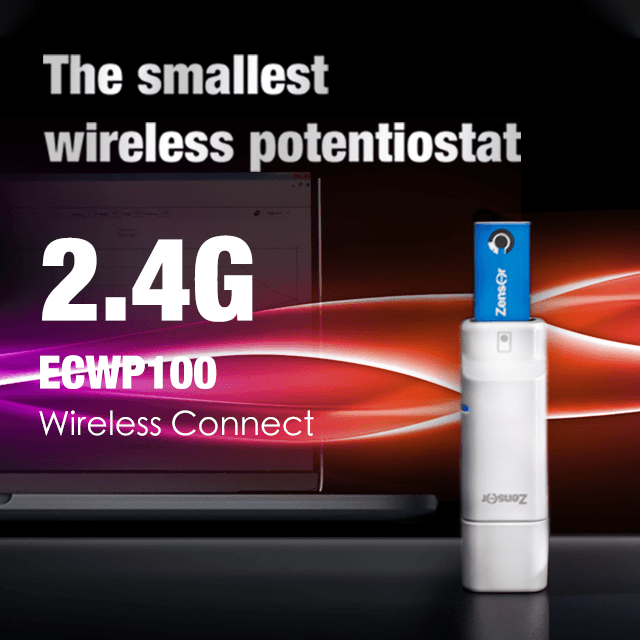 The smallest
wireless potentiostat
2.4G
ECWP100
Wireless Connect
Zensor
Zensor